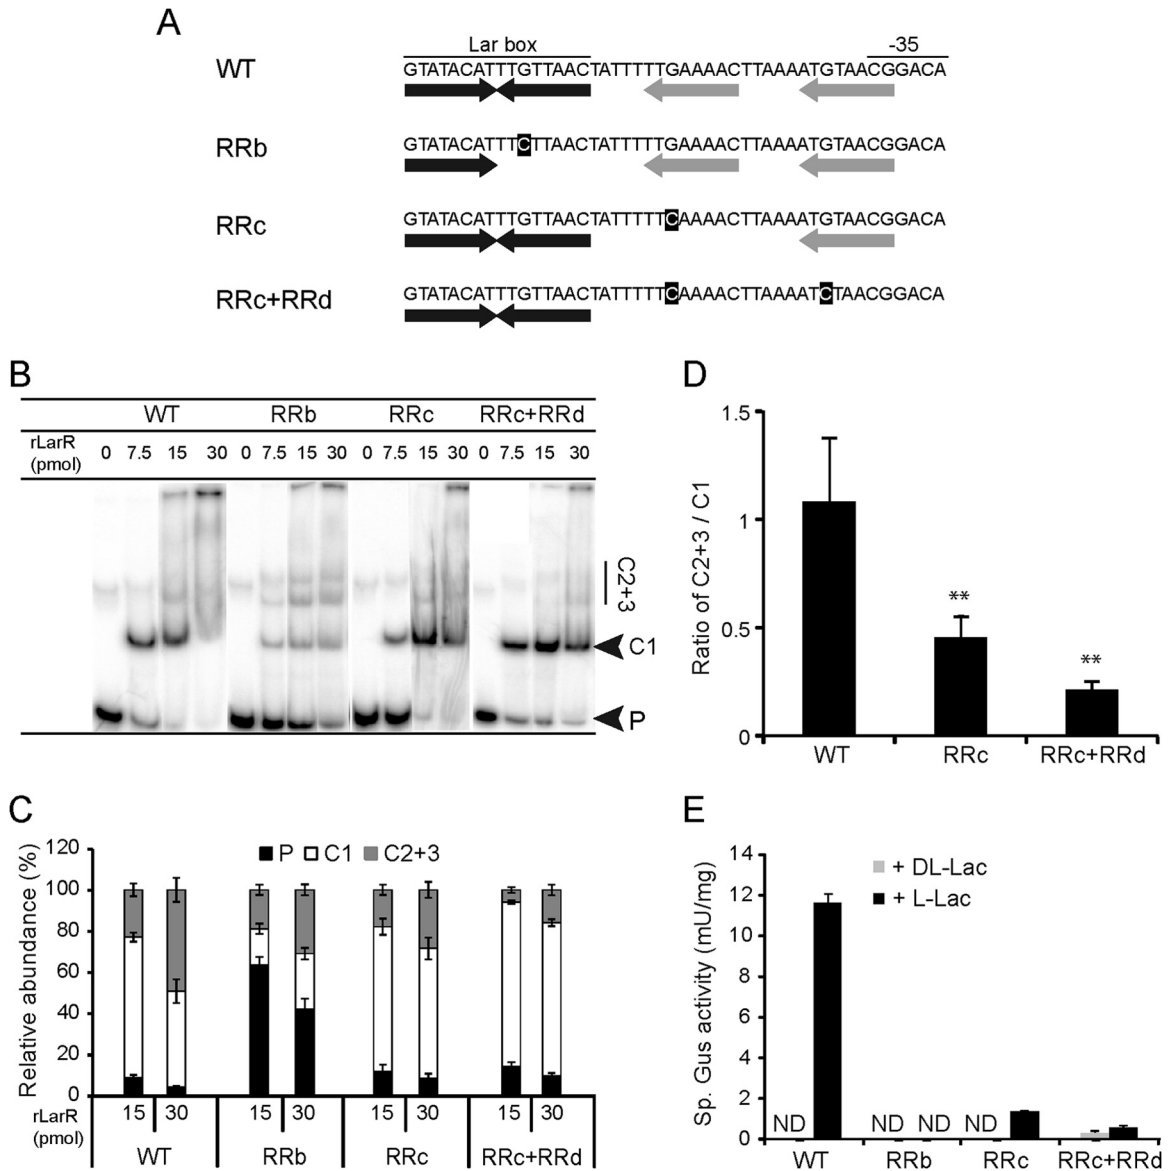 A
Lar box
-35
WT
GTATACATTTGTTAACTATTTTTTGAAAACTTAAAATGTAACGGACA
RRb
GTATACATTTCTTAACTATTTTTTGAAAACTTAAAATGTAACGGACA
RRc
GTATACATTTGTTAACTATTTTTTCAAAACTTAAAATGTAACGGACA
RRc+RRd
GTATACATTTGTTAACTATTTTTTCAAAACTTAAAATCTAACGGACA
B
WT RRb RRc RRc+RRd
rLarR (pmol)
0 7.5 15 30 0 7.5 15 30 0 7.5 15 30 0 7.5 15 30
C2+3
C1
P
C
Relative abundance (%)
P C1 C2+3
120
100
80
60
40
20
0
rLarR (pmol)
15 30 15 30 15 30 15 30
WT RRb RRc RRc+RRd
D
Ratio of C2+3 / C1
1.5
1
0.5
0
**
**
WT RRc RRc+RRd
E
Sp. Gus activity (mU/mg)
+ DL-Lac
+ L-Lac
14
12
10
8
6
4
2
0
ND ND ND ND
WT RRb RRc RRc+RRd